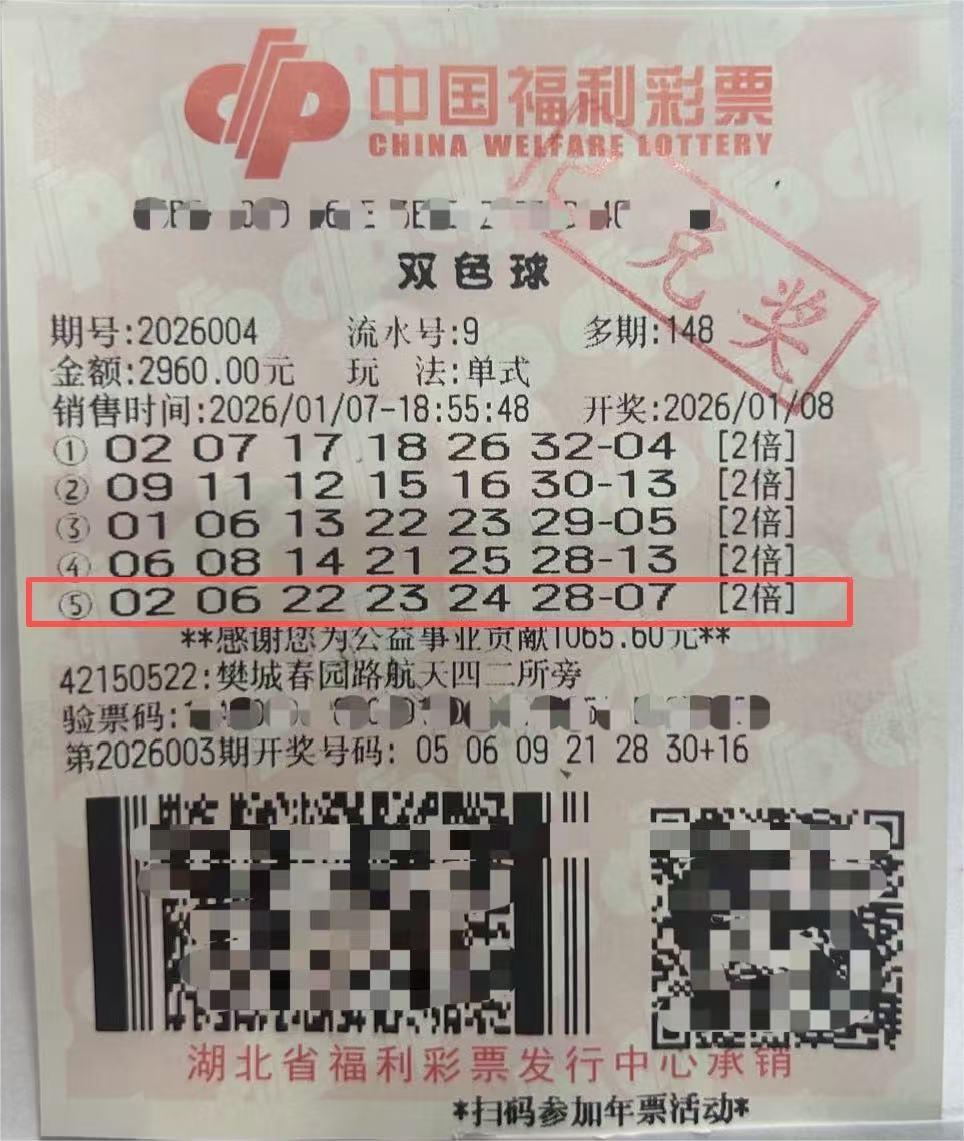 中国福利彩票
CHINA WELFARE LOTTERY
兑奖
双色球
期号:2026004 流水号:9 多期:148
金额:2960.00元 玩 法:单式
销售时间:2026/01/07-18:55:48 开奖:2026/01/08
① 02 07 17 18 26 32-04 [2倍]
② 09 11 12 15 16 30-13 [2倍]
③ 01 06 13 22 23 29-05 [2倍]
④ 06 08 14 21 25 28-13 [2倍]
⑤ 02 06 22 23 24 28-07 [2倍]
**感谢您为公益事业贡献1065.60元**
42150522:樊城春园路航天四二所旁
验票码:
第2026003期开奖号码: 05 06 09 21 28 30+16
湖北省福利彩票发行中心承销
*扫码参加年票活动*